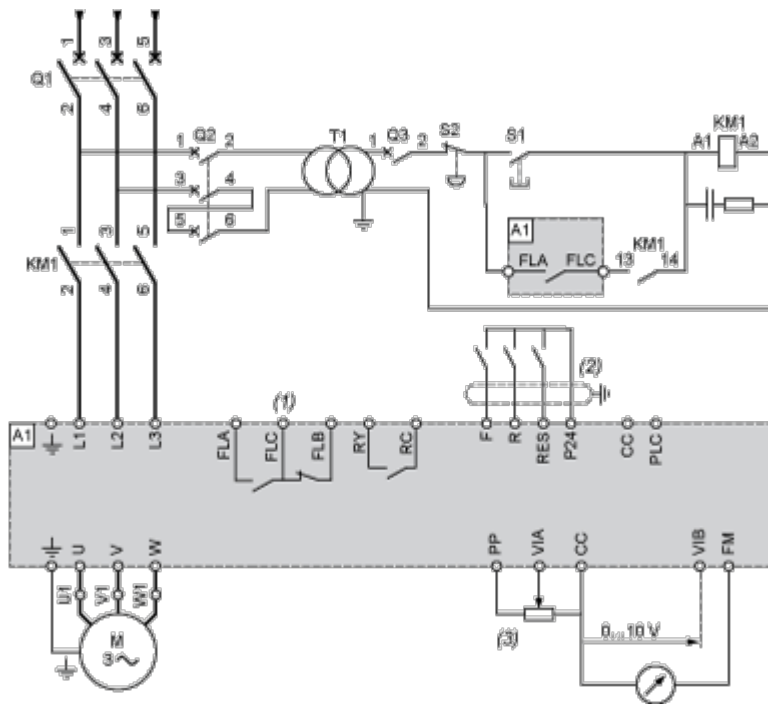 1 3 5
Q1
2 4 6
1 Q2 2
3 4
5 6
T1
1 Q3 2
S2
S1
KM1
A1 A2
A1
FLA FLC
KM1
13 14
1 3 5
KM1
2 4 6
(1)
(2)
A1
L1 L2 L3
FLA FLC FLB RY RC
F R RES P24 CC PLC
U V W
PP VIA CC VIB FM
U1 V1 W1
M
3
(3)
0 ... 10 V